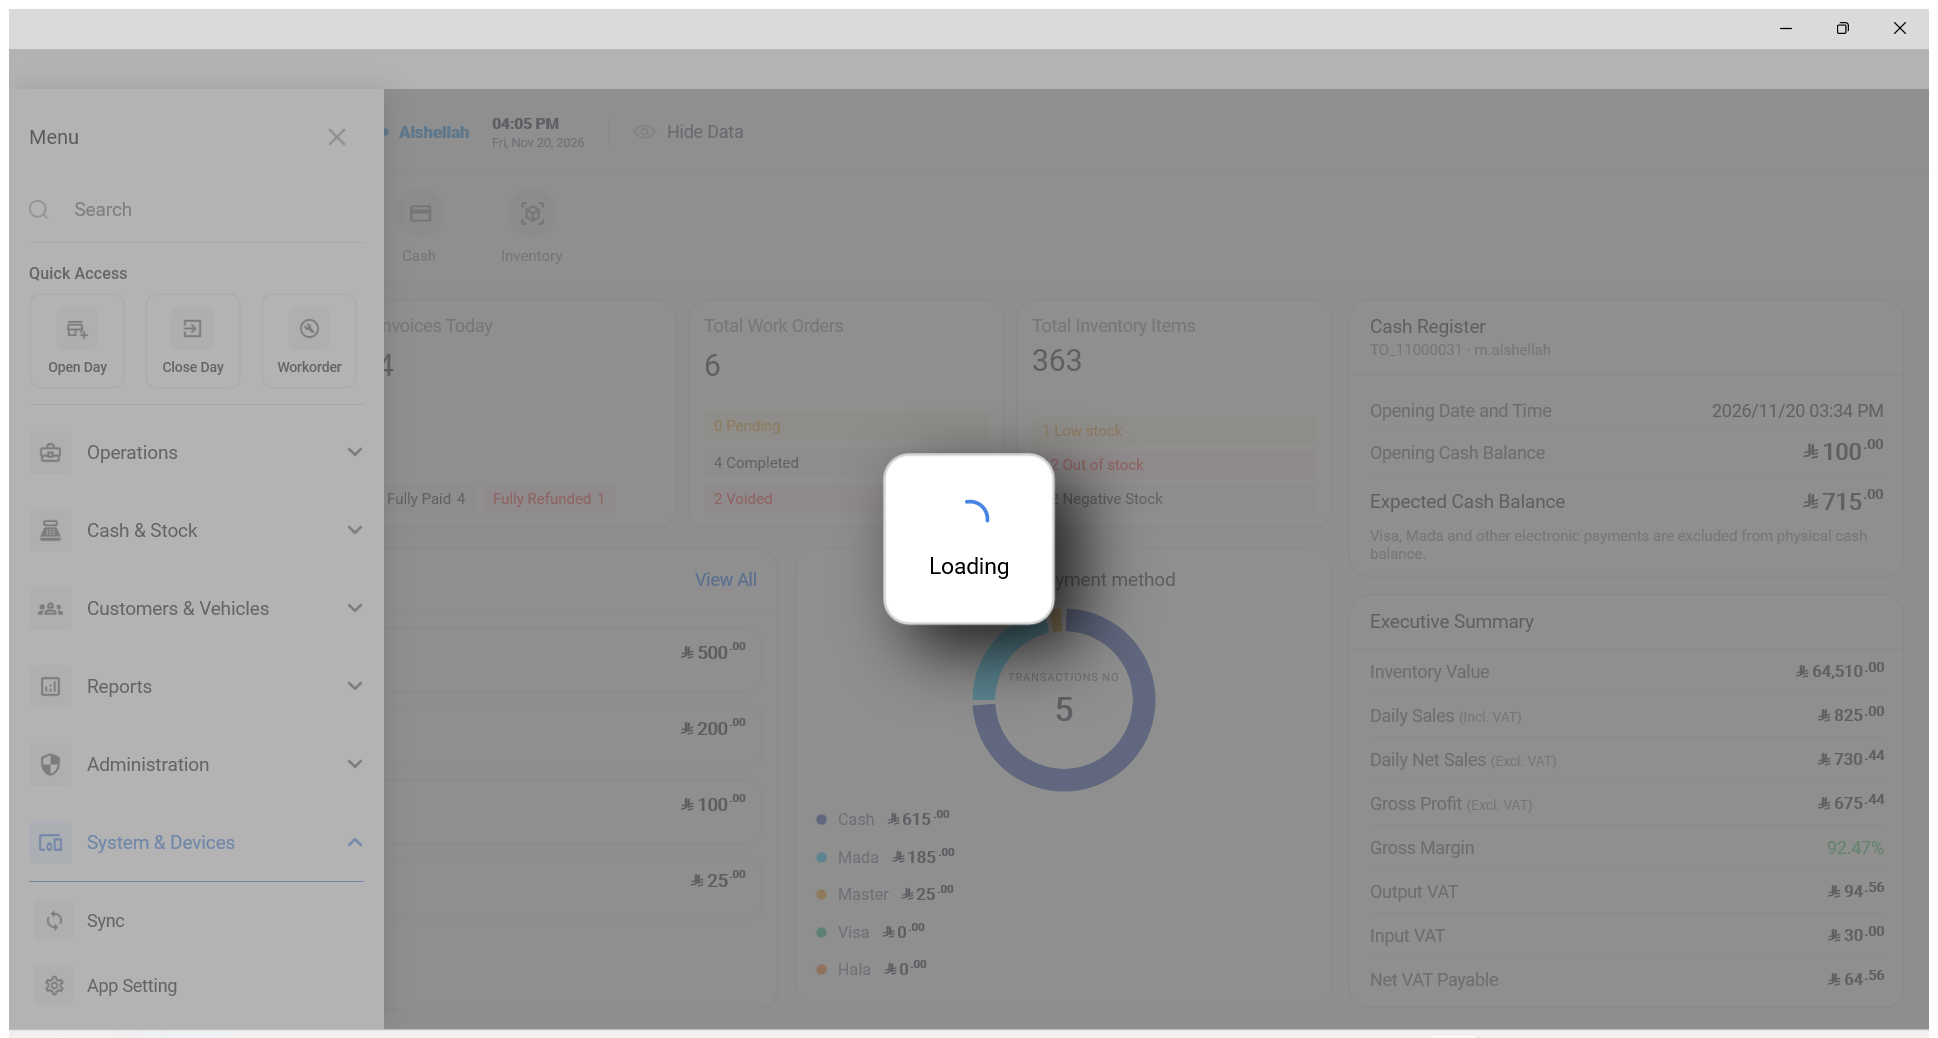 Menu
Alshellah
04:05 PM
Fri, Nov 20, 2026
Hide Data
Search
Cash
Inventory
Quick Access
Open Day
Close Day
Workorder
Operations
Cash & Stock
Customers & Vehicles
Reports
Administration
System & Devices
Sync
App Setting
nvoices Today
4
Fully Paid 4
Fully Refunded 1
Total Work Orders
6
0 Pending
4 Completed
2 Voided
Total Inventory Items
363
1 Low stock
2 Out of stock
2 Negative Stock
Loading
View All
500.00
200.00
100.00
25.00
yment method
TRANSACTIONS NO
5
Cash 615.00
Mada 185.00
Master 25.00
Visa 0.00
Hala 0.00
Cash Register
TO_11000031 · m.alshellah
Opening Date and Time 2026/11/20 03:34 PM
Opening Cash Balance 100.00
Expected Cash Balance 715.00
Visa, Mada and other electronic payments are excluded from physical cash
balance.
Executive Summary
Inventory Value 64,510.00
Daily Sales (Incl. VAT) 825.00
Daily Net Sales (Excl. VAT) 730.44
Gross Profit (Excl. VAT) 675.44
Gross Margin 92.47%
Output VAT 94.56
Input VAT 30.00
Net VAT Payable 64.56